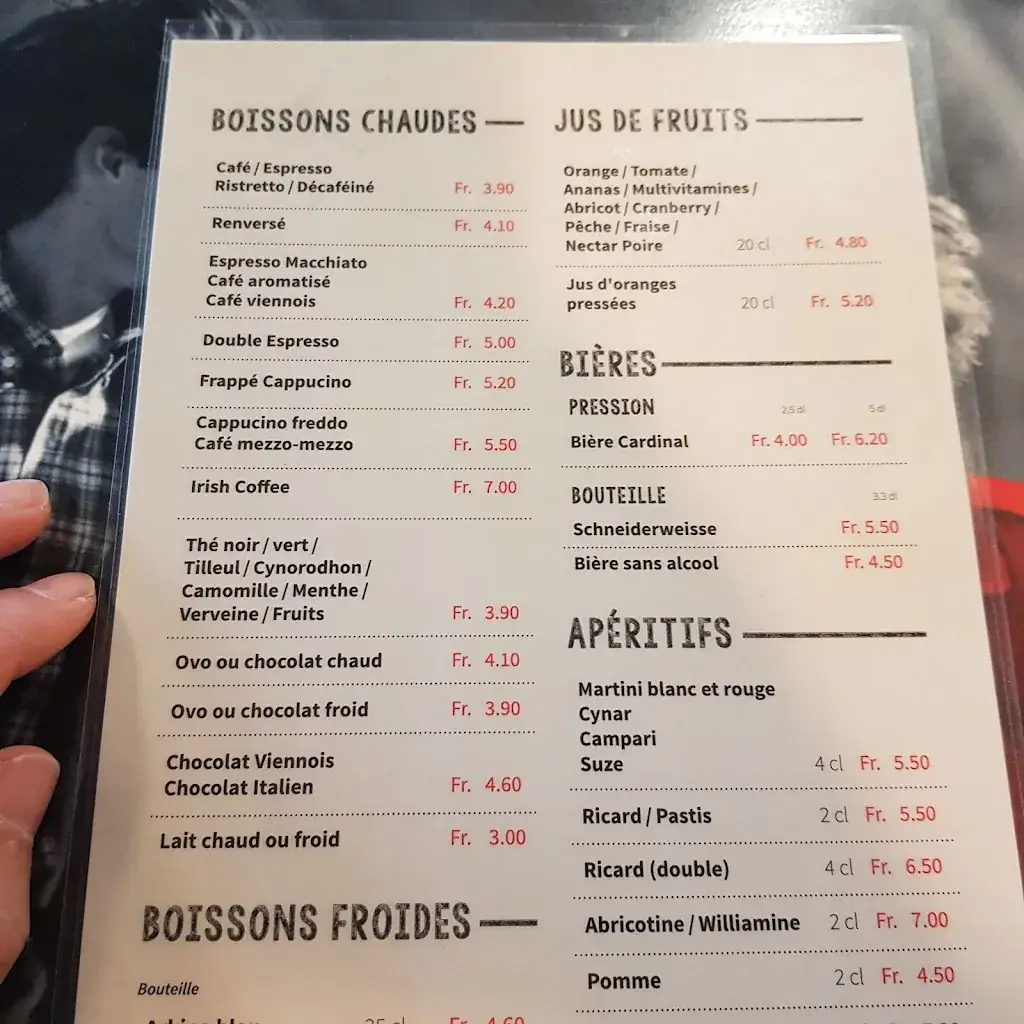 BOISSONS CHAUDES
Café / Espresso
Ristretto / Décaféiné Fr. 3.90
Renversé Fr. 4.10
Espresso Macchiato
Café aromatisé
Café viennois Fr. 4.20
Double Espresso Fr. 5.00
Frappé Cappucino Fr. 5.20
Cappucino freddo
Café mezzo-mezzo Fr. 5.50
Irish Coffee Fr. 7.00
Thé noir / vert /
Tilleul / Cynorodhon /
Camomille / Menthe /
Verveine / Fruits Fr. 3.90
Ovo ou chocolat chaud Fr. 4.10
Ovo ou chocolat froid Fr. 3.90
Chocolat Viennois
Chocolat Italien Fr. 4.60
Lait chaud ou froid Fr. 3.00
BOISSONS FROIDES
Bouteille
JUS DE FRUITS
Orange / Tomate /
Ananas / Multivitamines /
Abricot / Cranberry /
Pêche / Fraise /
Nectar Poire 20 cl Fr. 4.80
Jus d'oranges
pressées 20 cl Fr. 5.20
BIÈRES
PRESSION 2.5 dl 5 dl
Bière Cardinal Fr. 4.00 Fr. 6.20
BOUTEILLE 3.3 dl
Schneiderweisse Fr. 5.50
Bière sans alcool Fr. 4.50
APÉRITIFS
Martini blanc et rouge
Cynar
Campari
Suze 4 cl Fr. 5.50
Ricard / Pastis 2 cl Fr. 5.50
Ricard (double) 4 cl Fr. 6.50
Abricotine / Williamine 2 cl Fr. 7.00
Pomme 2 cl Fr. 4.50